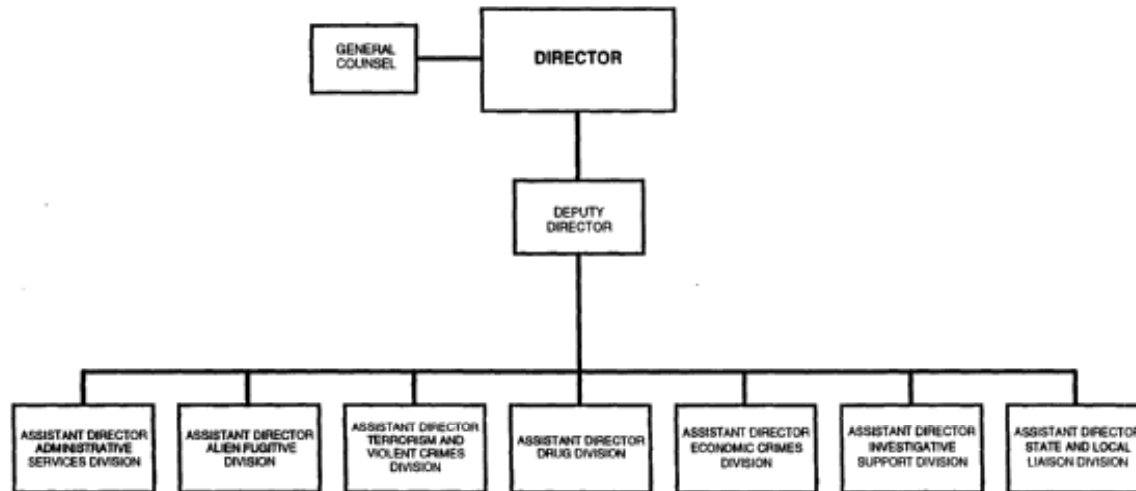 GENERAL
COUNSEL
DIRECTOR
DEPUTY
DIRECTOR
ASSISTANT DIRECTOR
ADMINISTRATIVE
SERVICES DIVISION
ASSISTANT DIRECTOR
ALIEN FUGITIVE
DIVISION
ASSISTANT DIRECTOR
TERRORISM AND
VIOLENT CRIMES
DIVISION
ASSISTANT DIRECTOR
DRUG DIVISION
ASSISTANT DIRECTOR
ECONOMIC CRIMES
DIVISION
ASSISTANT DIRECTOR
INVESTIGATIVE
SUPPORT DIVISION
ASSISTANT DIRECTOR
STATE AND LOCAL
LIAISON DIVISION